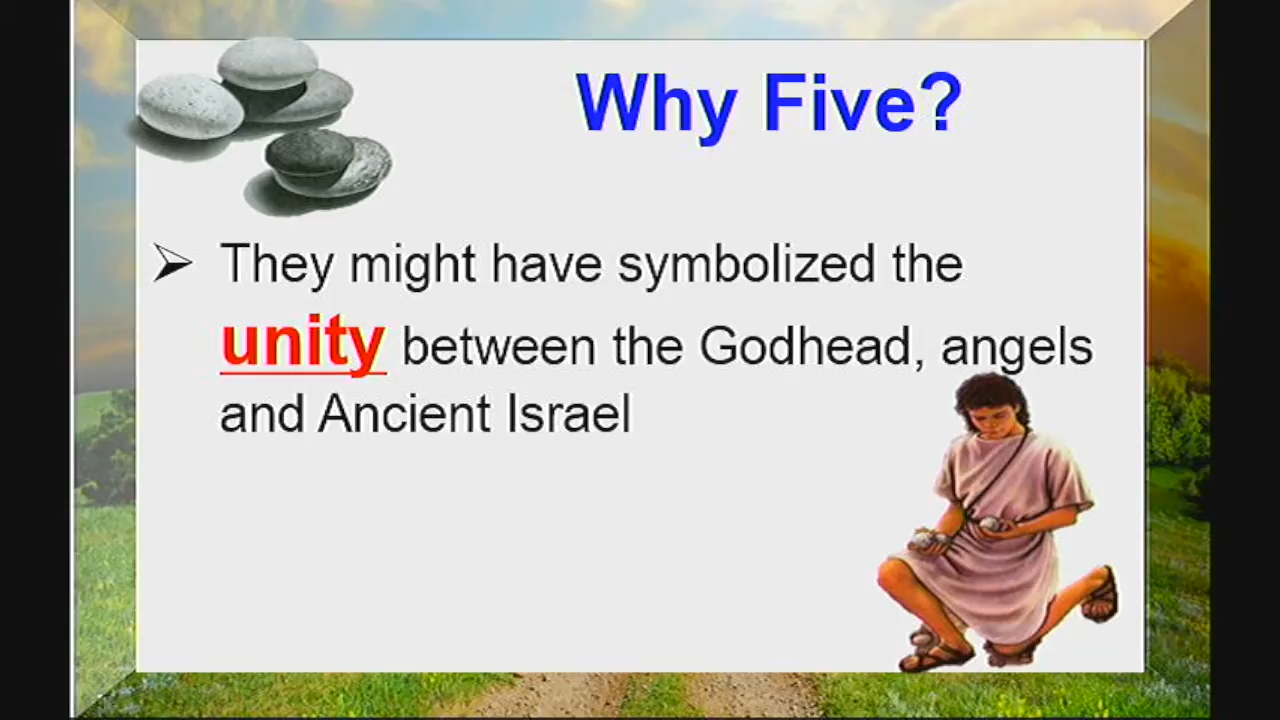 Why Five?
They might have symbolized the
unity between the Godhead, angels
and Ancient Israel